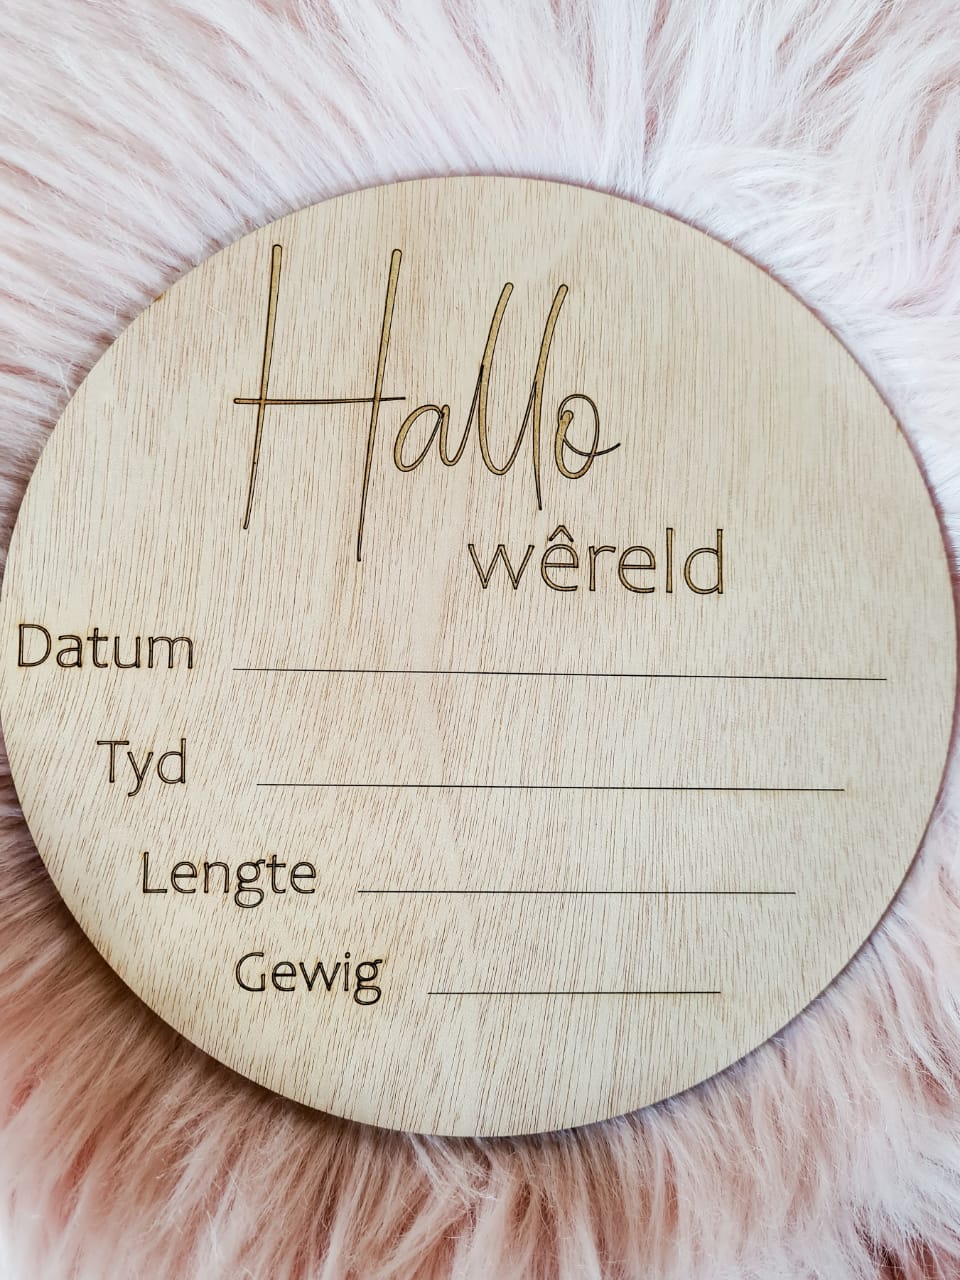 Hallo
wêreld
Datum
Tyd
Lengte
Gewig